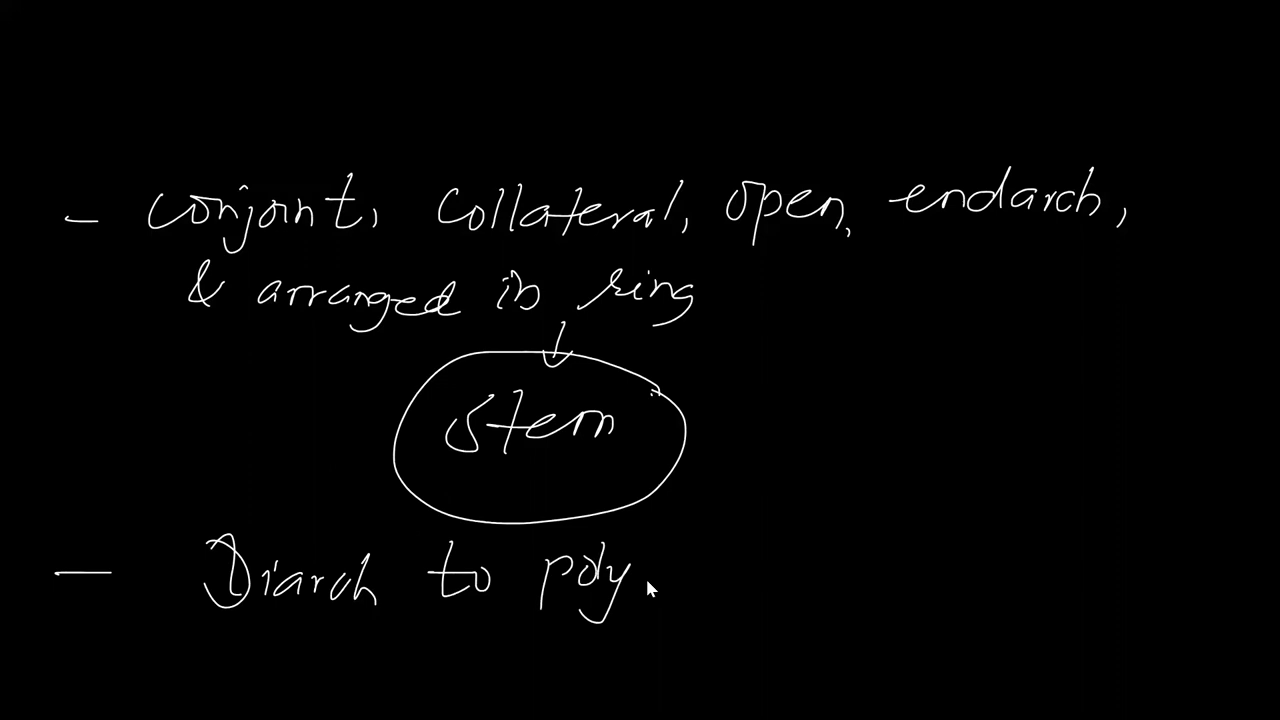 - conjoint, collateral, open, endarch,
& arranged in ring
↓
stem
- Diarch to poly